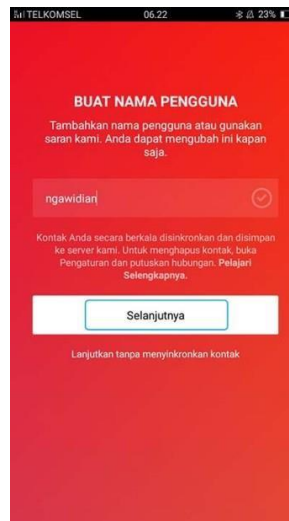 TELKOMSEL 06.22 23%
BUAT NAMA PENGGUNA
Tambahkan nama pengguna atau gunakan
saran kami. Anda dapat mengubah ini kapan
saja.
ngawidian
Kontak Anda secara berkala disinkronkan dan disimpan
ke server kami. Untuk menghapus kontak, buka
Pengaturan dan putuskan hubungan. Pelajari
Selengkapnya.
Selanjutnya
Lanjutkan tanpa menyinkronkan kontak